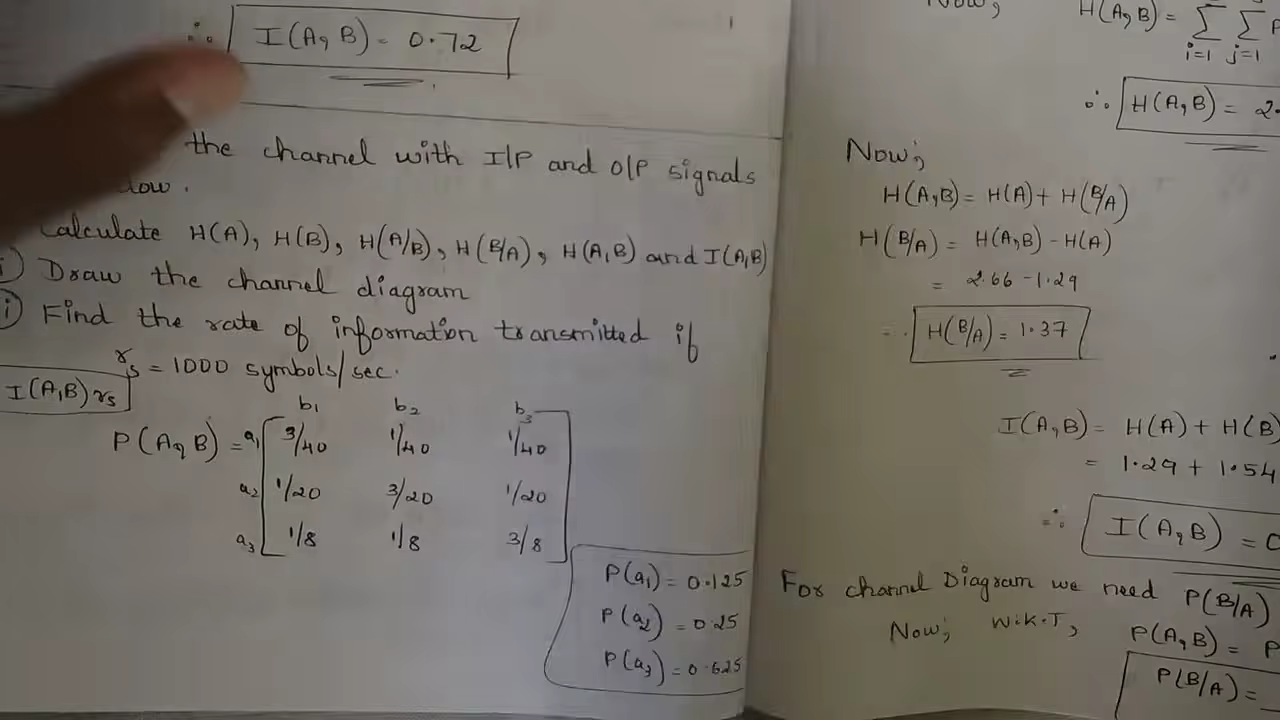 ∴ I(A,B) = 0.72
the channel with I/P and O/P signals
Calculate H(A), H(B), H(A/B), H(B/A), H(A,B) and I(A,B)
i) Draw the channel diagram
i) Find the rate of information transmitted if
rs = 1000 symbols/sec.
I(A,B) rs
b1 b2 b3
P(A,B) = a1 3/40 1/40 1/40
a2 1/20 3/20 1/20
a3 1/8 1/8 3/8
P(a1) = 0.125
P(a2) = 0.25
P(a3) = 0.625
Now,
H(A,B) = Σ i=1 Σ j=1 P
∴ H(A,B) = 2.
Now,
H(A,B) = H(A) + H(B/A)
H(B/A) = H(A,B) - H(A)
= 2.66 - 1.29
H(B/A) = 1.37
I(A,B) = H(A) + H(B)
= 1.29 + 1.54
∴ I(A,B) = 0
For channel Diagram we need P(B/A)
Now, W.K.T, P(A,B) = P
P(B/A) =